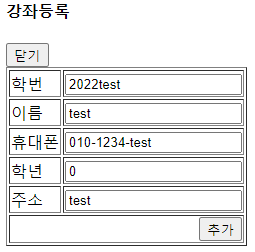 강좌등록
닫기
학번 2022test
이름 test
휴대폰 010-1234-test
학년 0
주소 test
추가